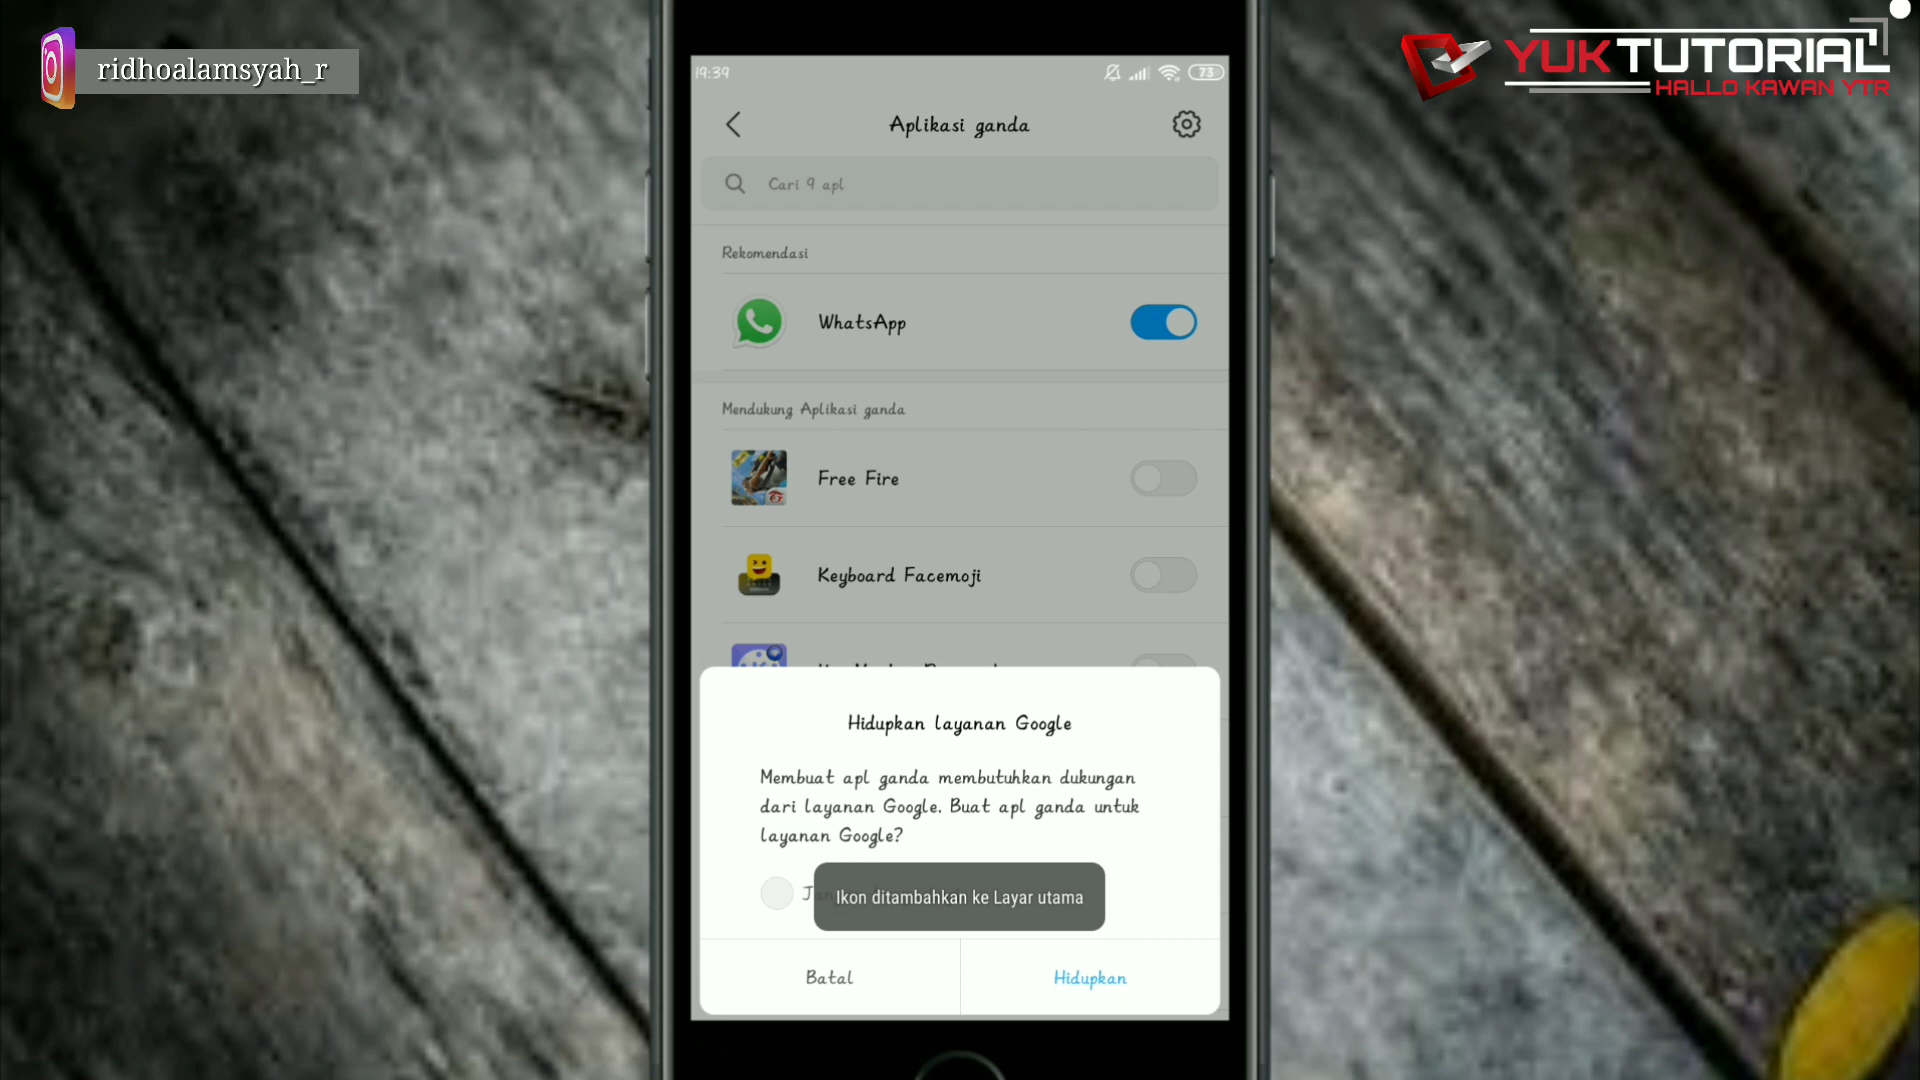 ridhoalamsyah_r
YUKTUTORIAL
HALLO KAWAN YTR
19:39
73
Aplikasi ganda
Cari 9 apl
Rekomendasi
WhatsApp
Mendukung Aplikasi ganda
Free Fire
Keyboard Facemoji
Hidupkan layanan Google
Membuat apl ganda membutuhkan dukungan
dari layanan Google. Buat apl ganda untuk
layanan Google?
Ikon ditambahkan ke Layar utama
Batal
Hidupkan